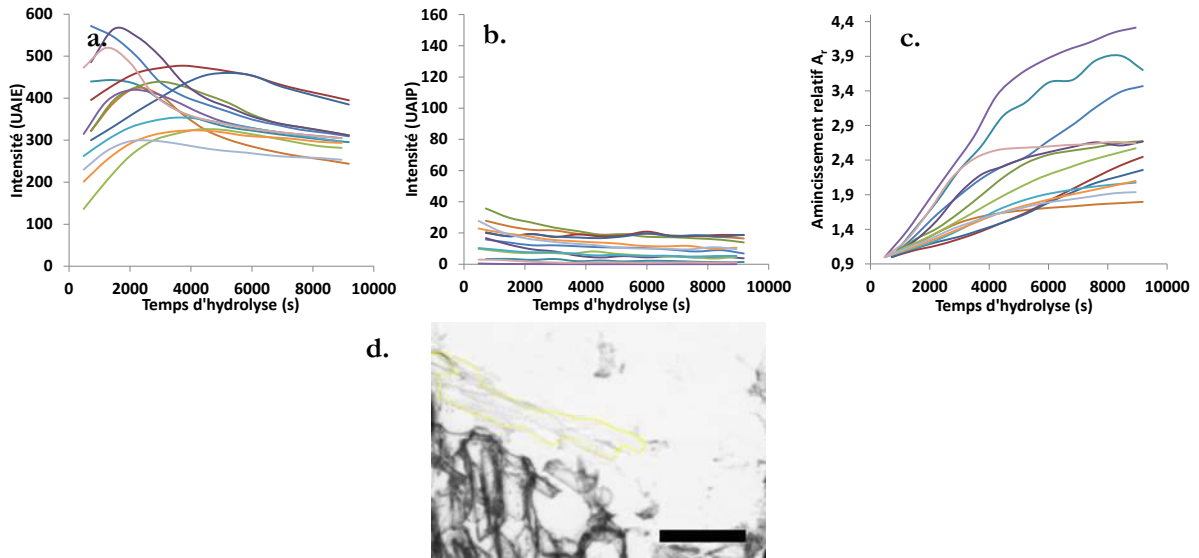 a.
Intensité (UAIE)
600
500
400
300
200
100
0
0 2000 4000 6000 8000 10000
Temps d'hydrolyse (s)
b.
Intensité (UAIP)
160
140
120
100
80
60
40
20
0
0 2000 4000 6000 8000 10000
Temps d'hydrolyse (s)
c.
Amincissement relatif Ar
4,4
3,9
3,4
2,9
2,4
1,9
1,4
0,9
0 2000 4000 6000 8000 10000
Temps d'hydrolyse (s)
d.